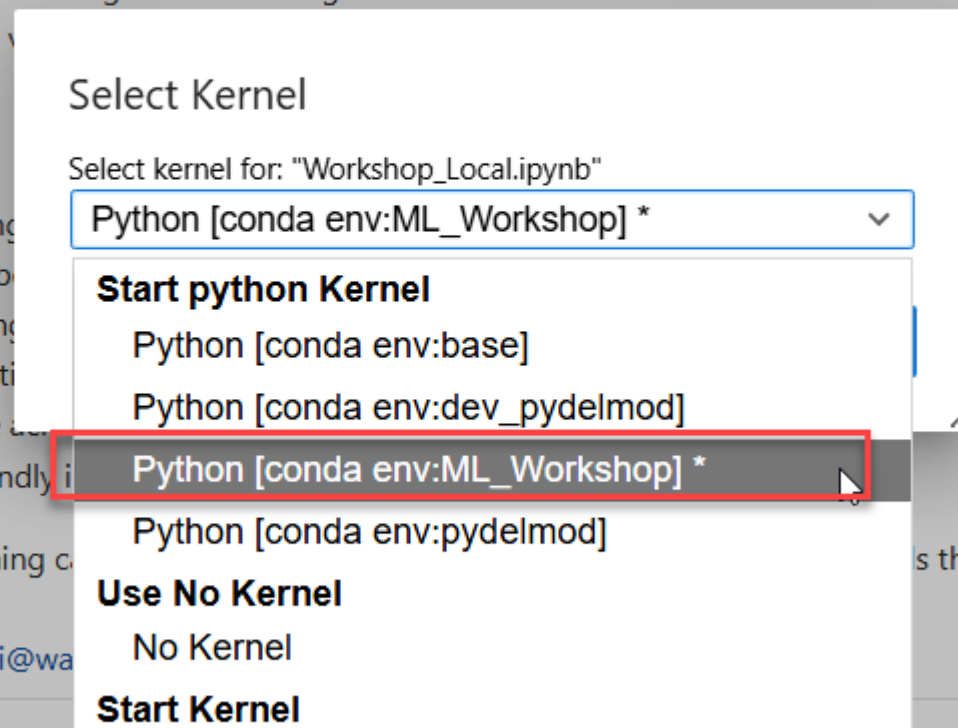 Select Kernel
Select kernel for: "Workshop_Local.ipynb"
Python [conda env:ML_Workshop] *
Start python Kernel
Python [conda env:base]
Python [conda env:dev_pydelmod]
Python [conda env:ML_Workshop] *
Python [conda env:pydelmod]
Use No Kernel
No Kernel
Start Kernel